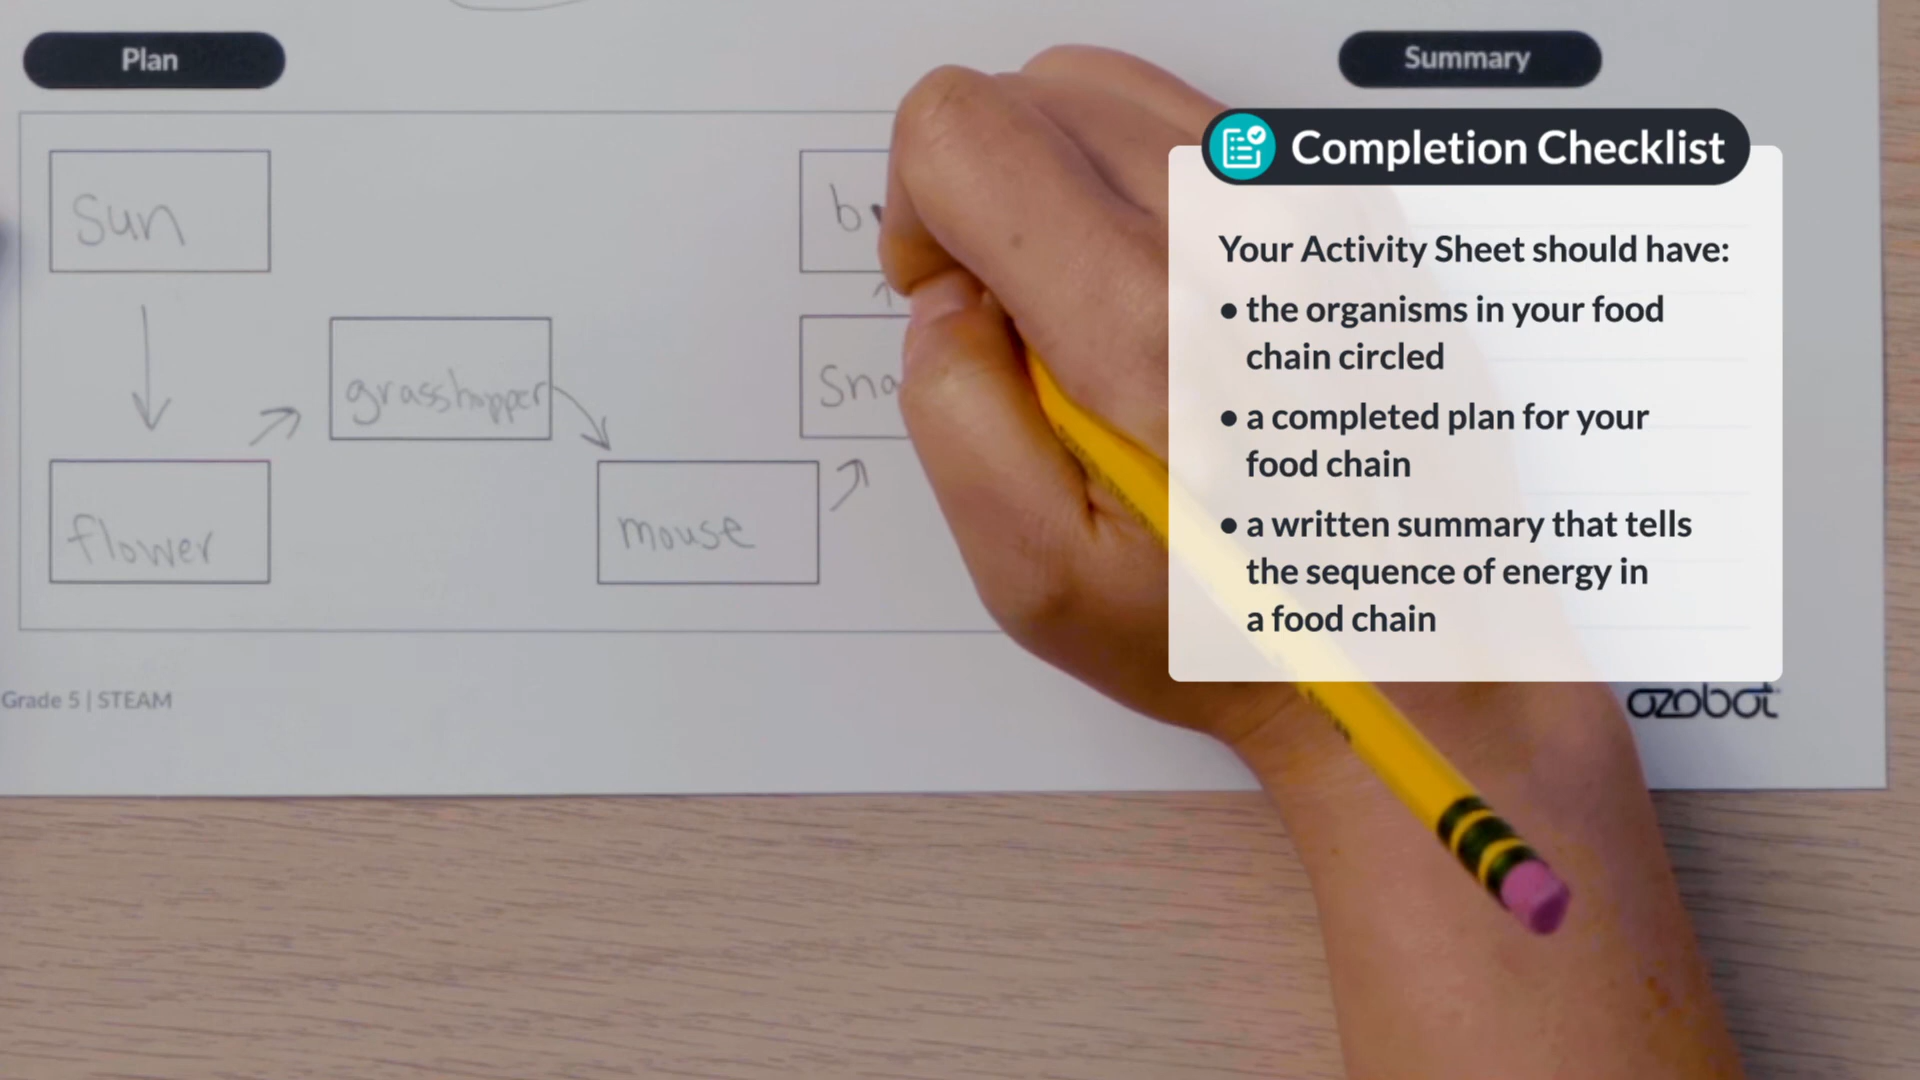 Plan
Summary
Completion Checklist
Sun
Your Activity Sheet should have:
• the organisms in your food
chain circled
grasshopper
• a completed plan for your
food chain
flower
mouse
• a written summary that tells
the sequence of energy in
a food chain
Grade 5 | STEAM
ozobot